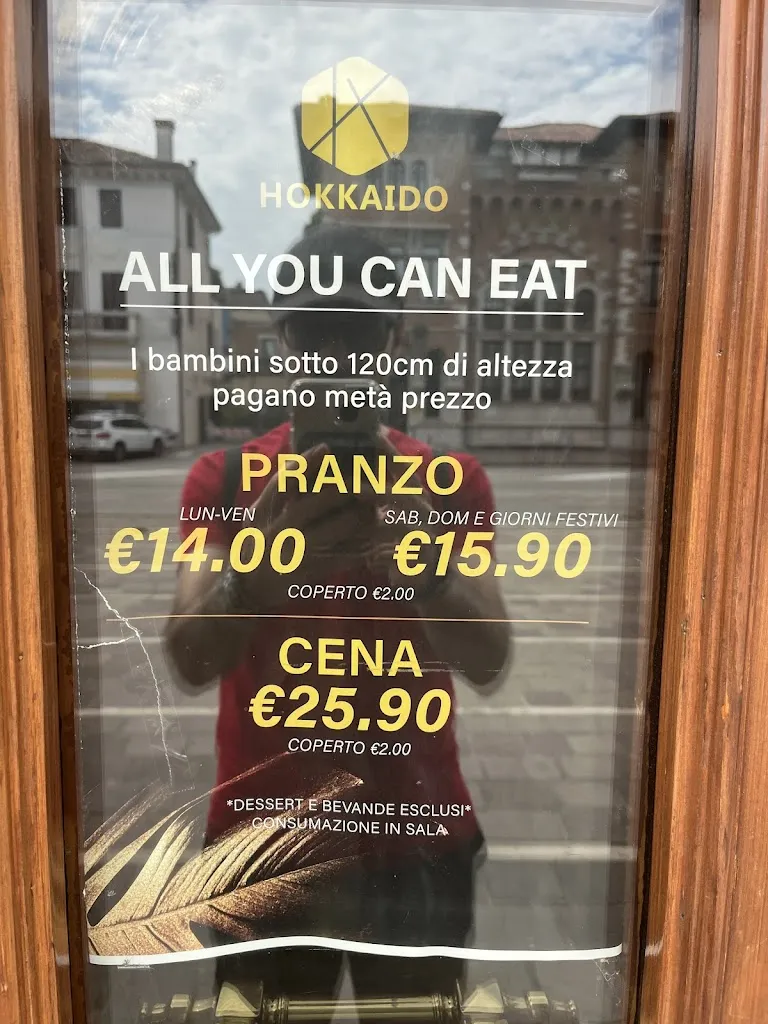 HOKKAIDO
ALL YOU CAN EAT
I bambini sotto 120cm di altezza
pagano metà prezzo
PRANZO
LUN-VEN
SAB, DOM E GIORNI FESTIVI
€14.00
€15.90
COPERTO €2.00
CENA
€25.90
COPERTO €2.00
*DESSERT E BEVANDE ESCLUSI*
CONSUMAZIONE IN SALA